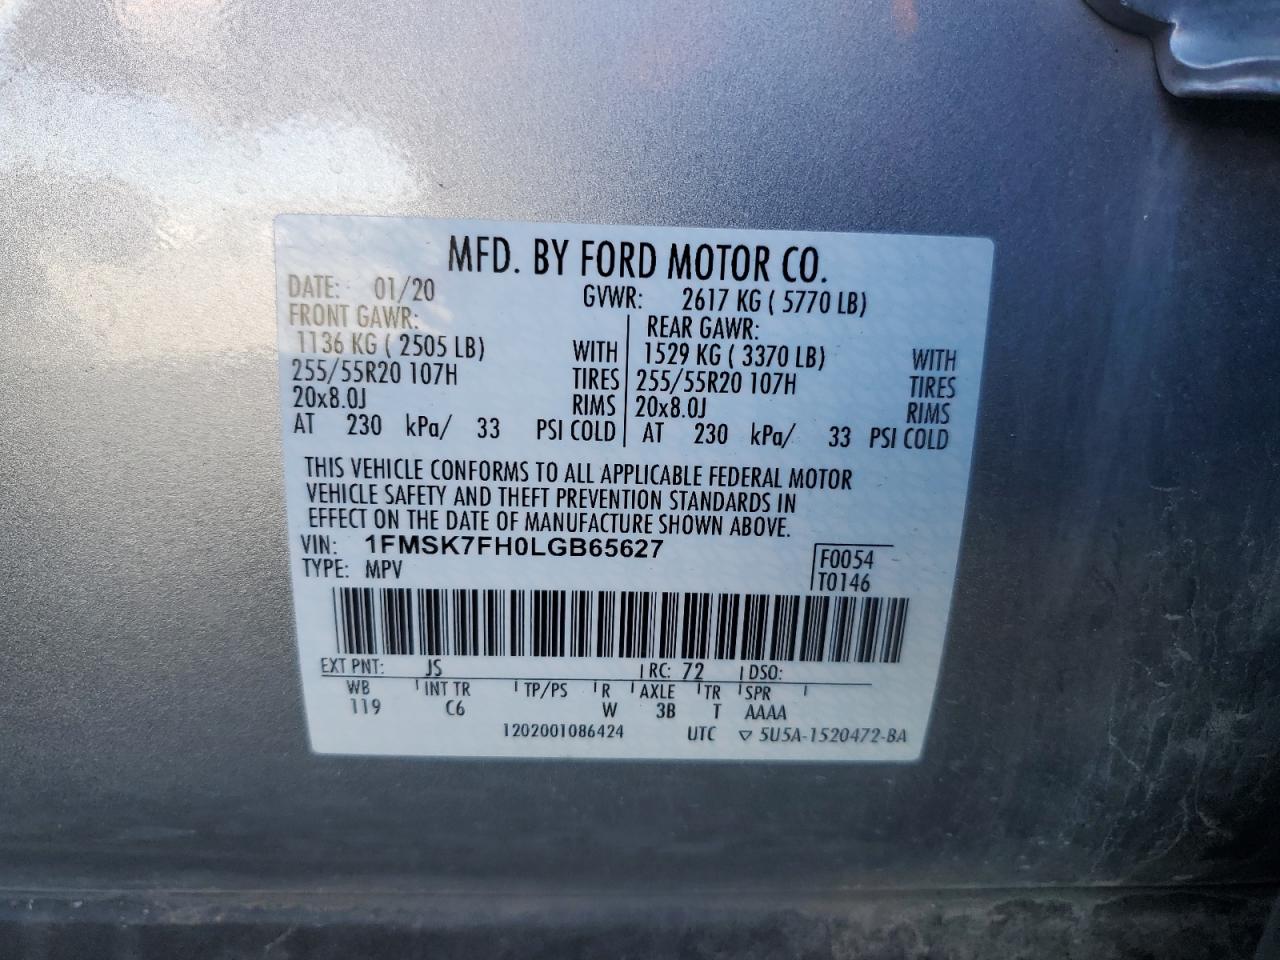 MFD. BY FORD MOTOR CO.
DATE: 01/20 GVWR: 2617 KG ( 5770 LB)
FRONT GAWR: REAR GAWR:
1136 KG ( 2505 LB) WITH 1529 KG ( 3370 LB) WITH
255/55R20 107H TIRES 255/55R20 107H TIRES
20x8.0J RIMS 20x8.0J RIMS
AT 230 kPa/ 33 PSI COLD AT 230 kPa/ 33 PSI COLD
THIS VEHICLE CONFORMS TO ALL APPLICABLE FEDERAL MOTOR
VEHICLE SAFETY AND THEFT PREVENTION STANDARDS IN
EFFECT ON THE DATE OF MANUFACTURE SHOWN ABOVE.
VIN: 1FMSK7FH0LGB65627 F0054
TYPE: MPV T0146
EXT PNT: JS RC: 72 DSO:
WB INT TR TP/PS R AXLE TR SPR
119 C6 W 3B T AAAA
1202001086424 UTC ▽ 5U5A-1520472-BA